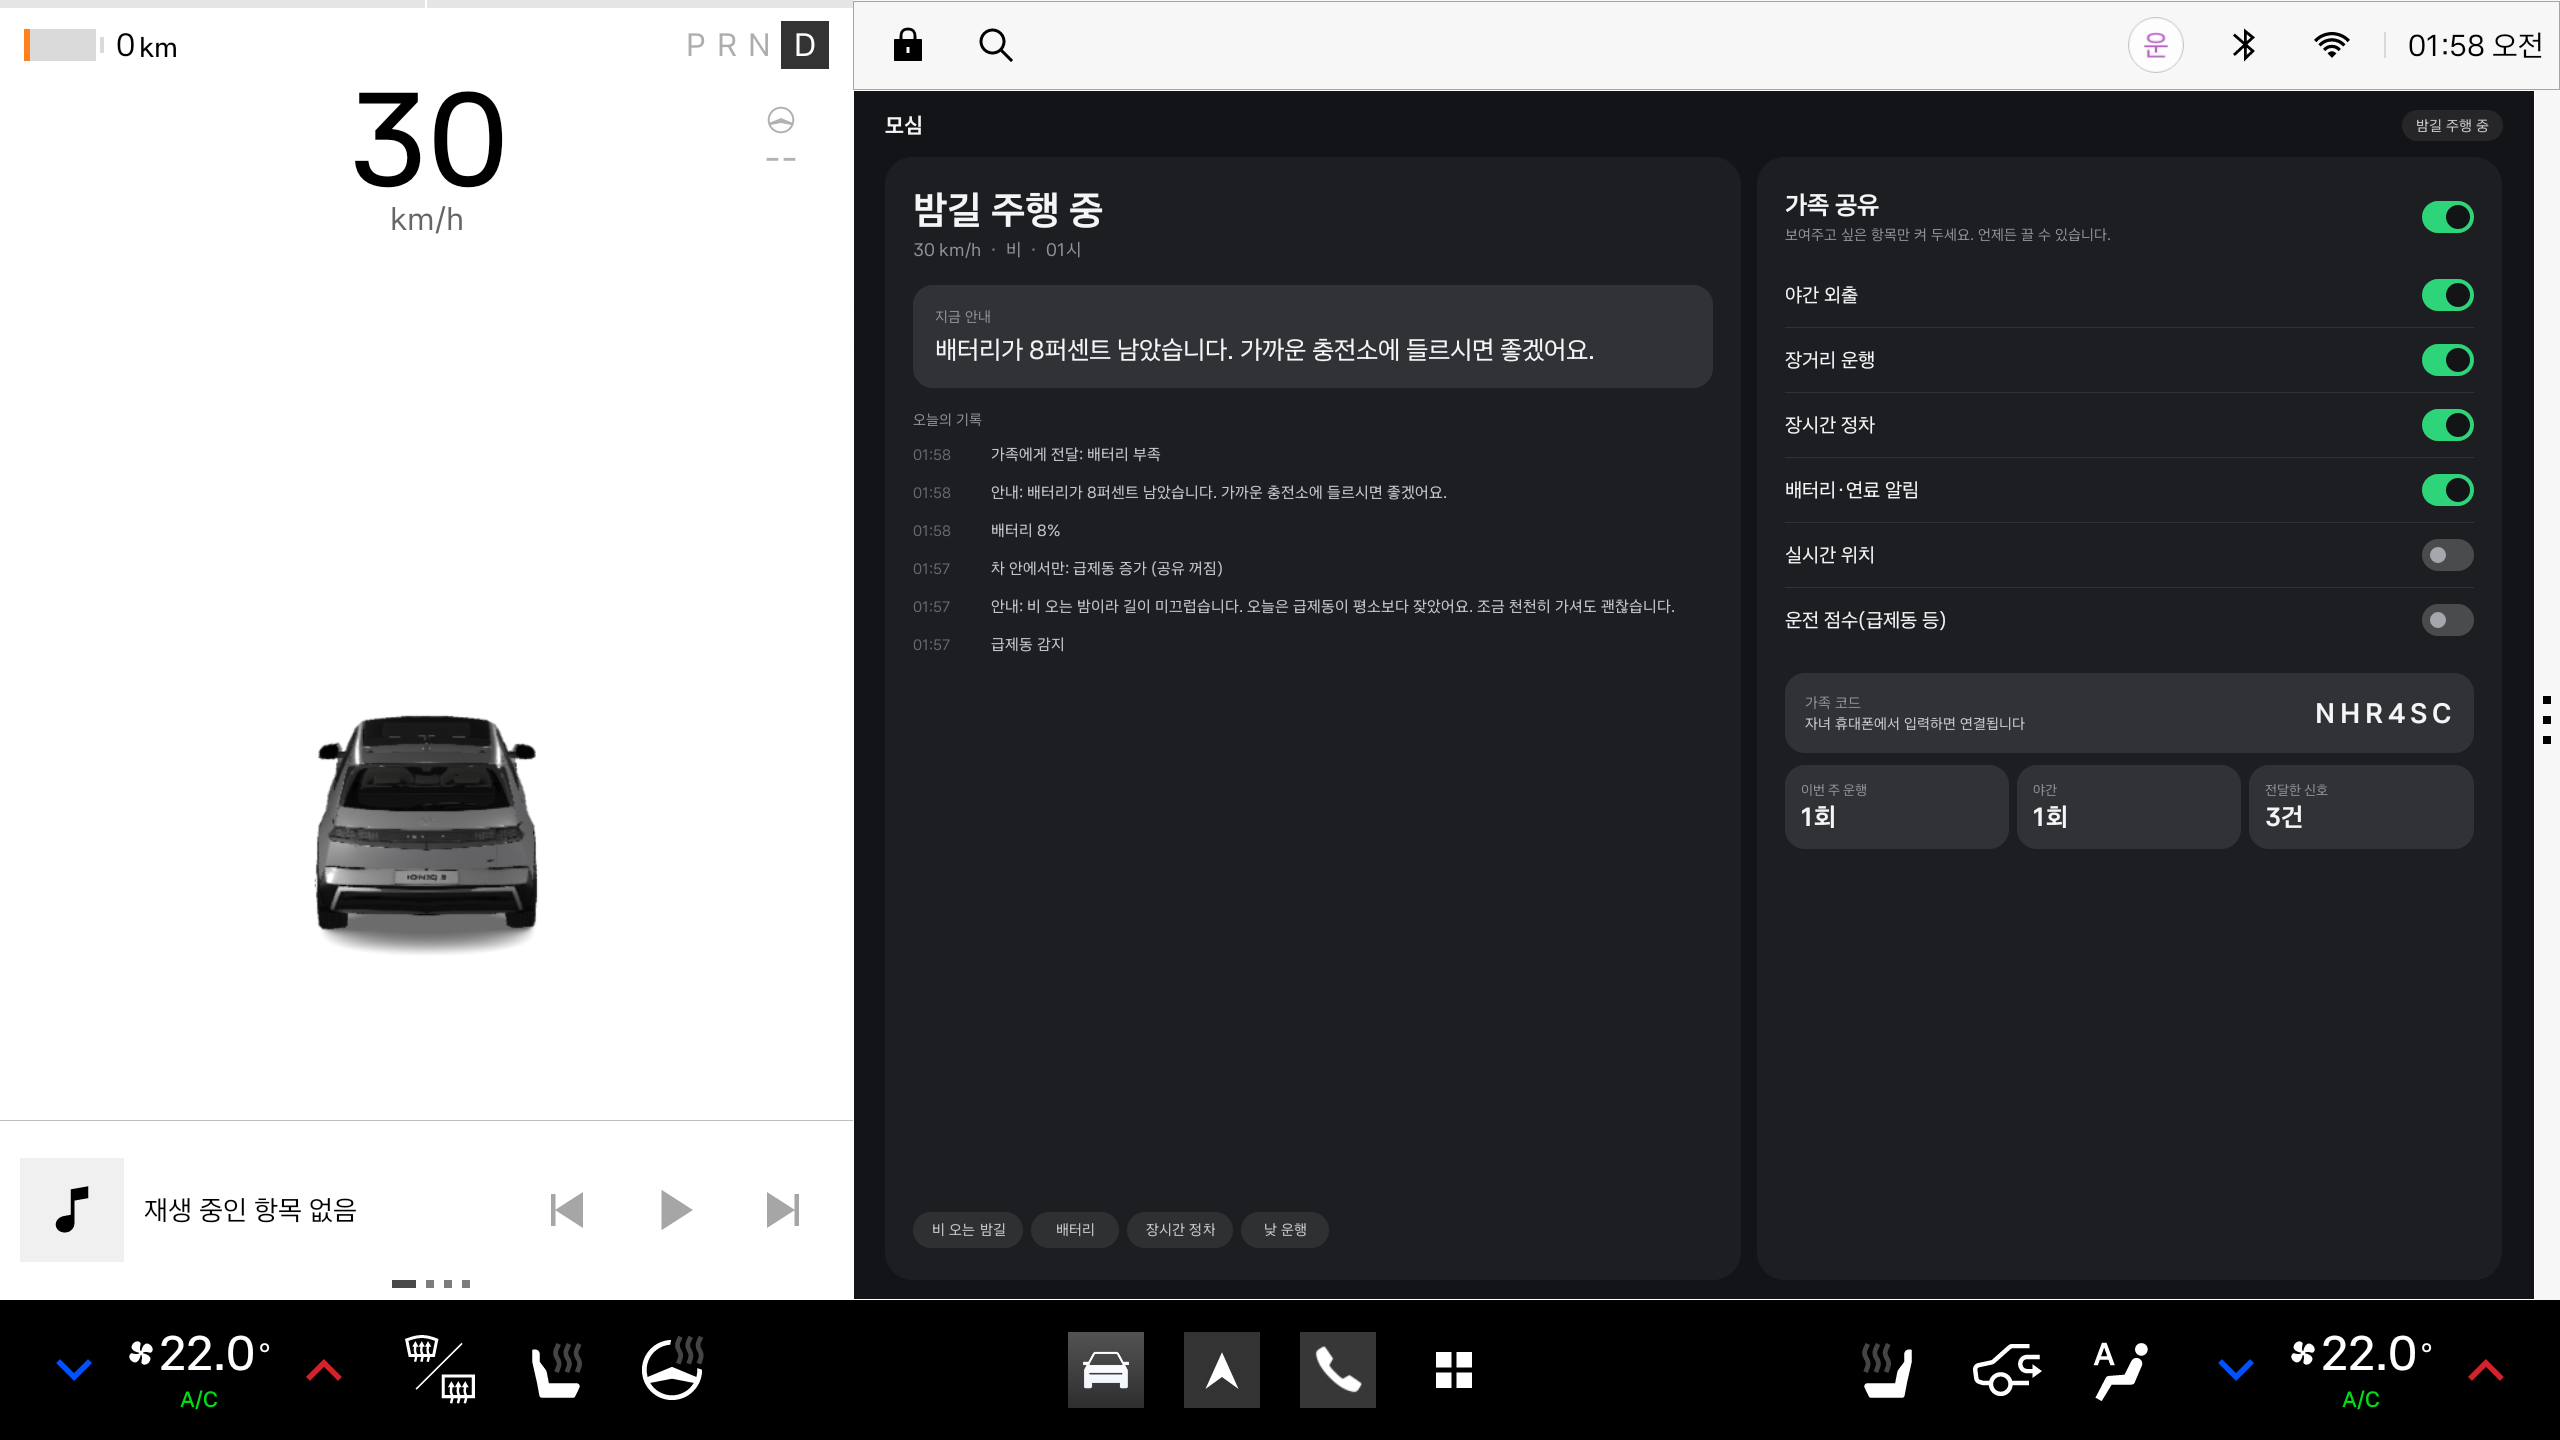 0 km
P R N D
30
km/h
--
운
01:58 오전
모심
밤길 주행 중
밤길 주행 중
30 km/h · 비 · 01시
지금 안내
배터리가 8퍼센트 남았습니다. 가까운 충전소에 들르시면 좋겠어요.
오늘의 기록
01:58 가족에게 전달: 배터리 부족
01:58 안내: 배터리가 8퍼센트 남았습니다. 가까운 충전소에 들르시면 좋겠어요.
01:58 배터리 8%
01:57 차 안에서만: 급제동 증가 (공유 꺼짐)
01:57 안내: 비 오는 밤이라 길이 미끄럽습니다. 오늘은 급제동이 평소보다 잦았어요. 조금 천천히 가셔도 괜찮습니다.
01:57 급제동 감지
비 오는 밤길 배터리 장시간 정차 낮 운행
가족 공유
보여주고 싶은 항목만 켜 두세요. 언제든 끌 수 있습니다.
야간 외출
장거리 운행
장시간 정차
배터리·연료 알림
실시간 위치
운전 점수(급제동 등)
가족 코드
자녀 휴대폰에서 입력하면 연결됩니다
NHR4SC
이번 주 운행
1회
야간
1회
전달한 신호
3건
IONIQ 5
재생 중인 항목 없음
22.0°
A/C
A
22.0°
A/C